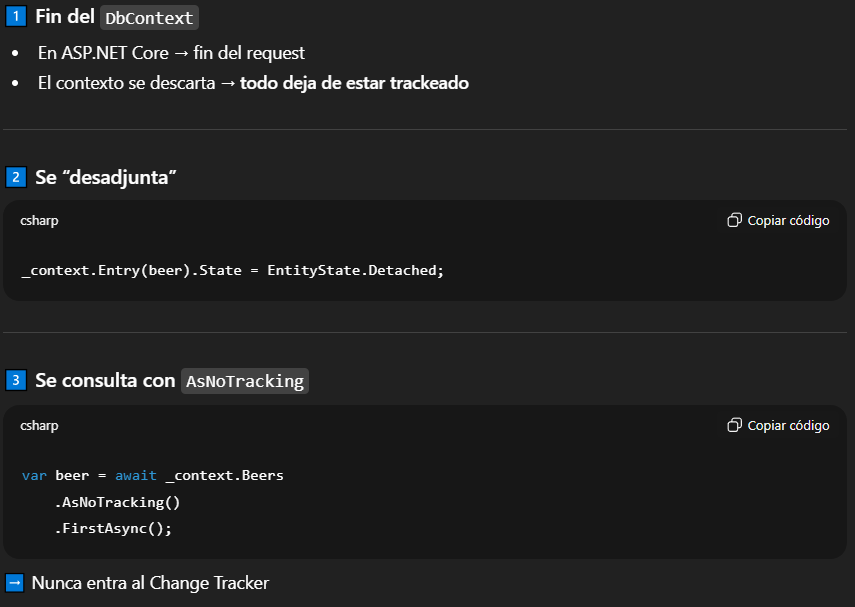 1 Fin del DbContext
• En ASP.NET Core → fin del request
• El contexto se descarta → todo deja de estar trackeado
2 Se “desadjunta”
csharp Copiar código
_context.Entry(beer).State = EntityState.Detached;
3 Se consulta con AsNoTracking
csharp Copiar código
var beer = await _context.Beers
    .AsNoTracking()
    .FirstAsync();
→ Nunca entra al Change Tracker